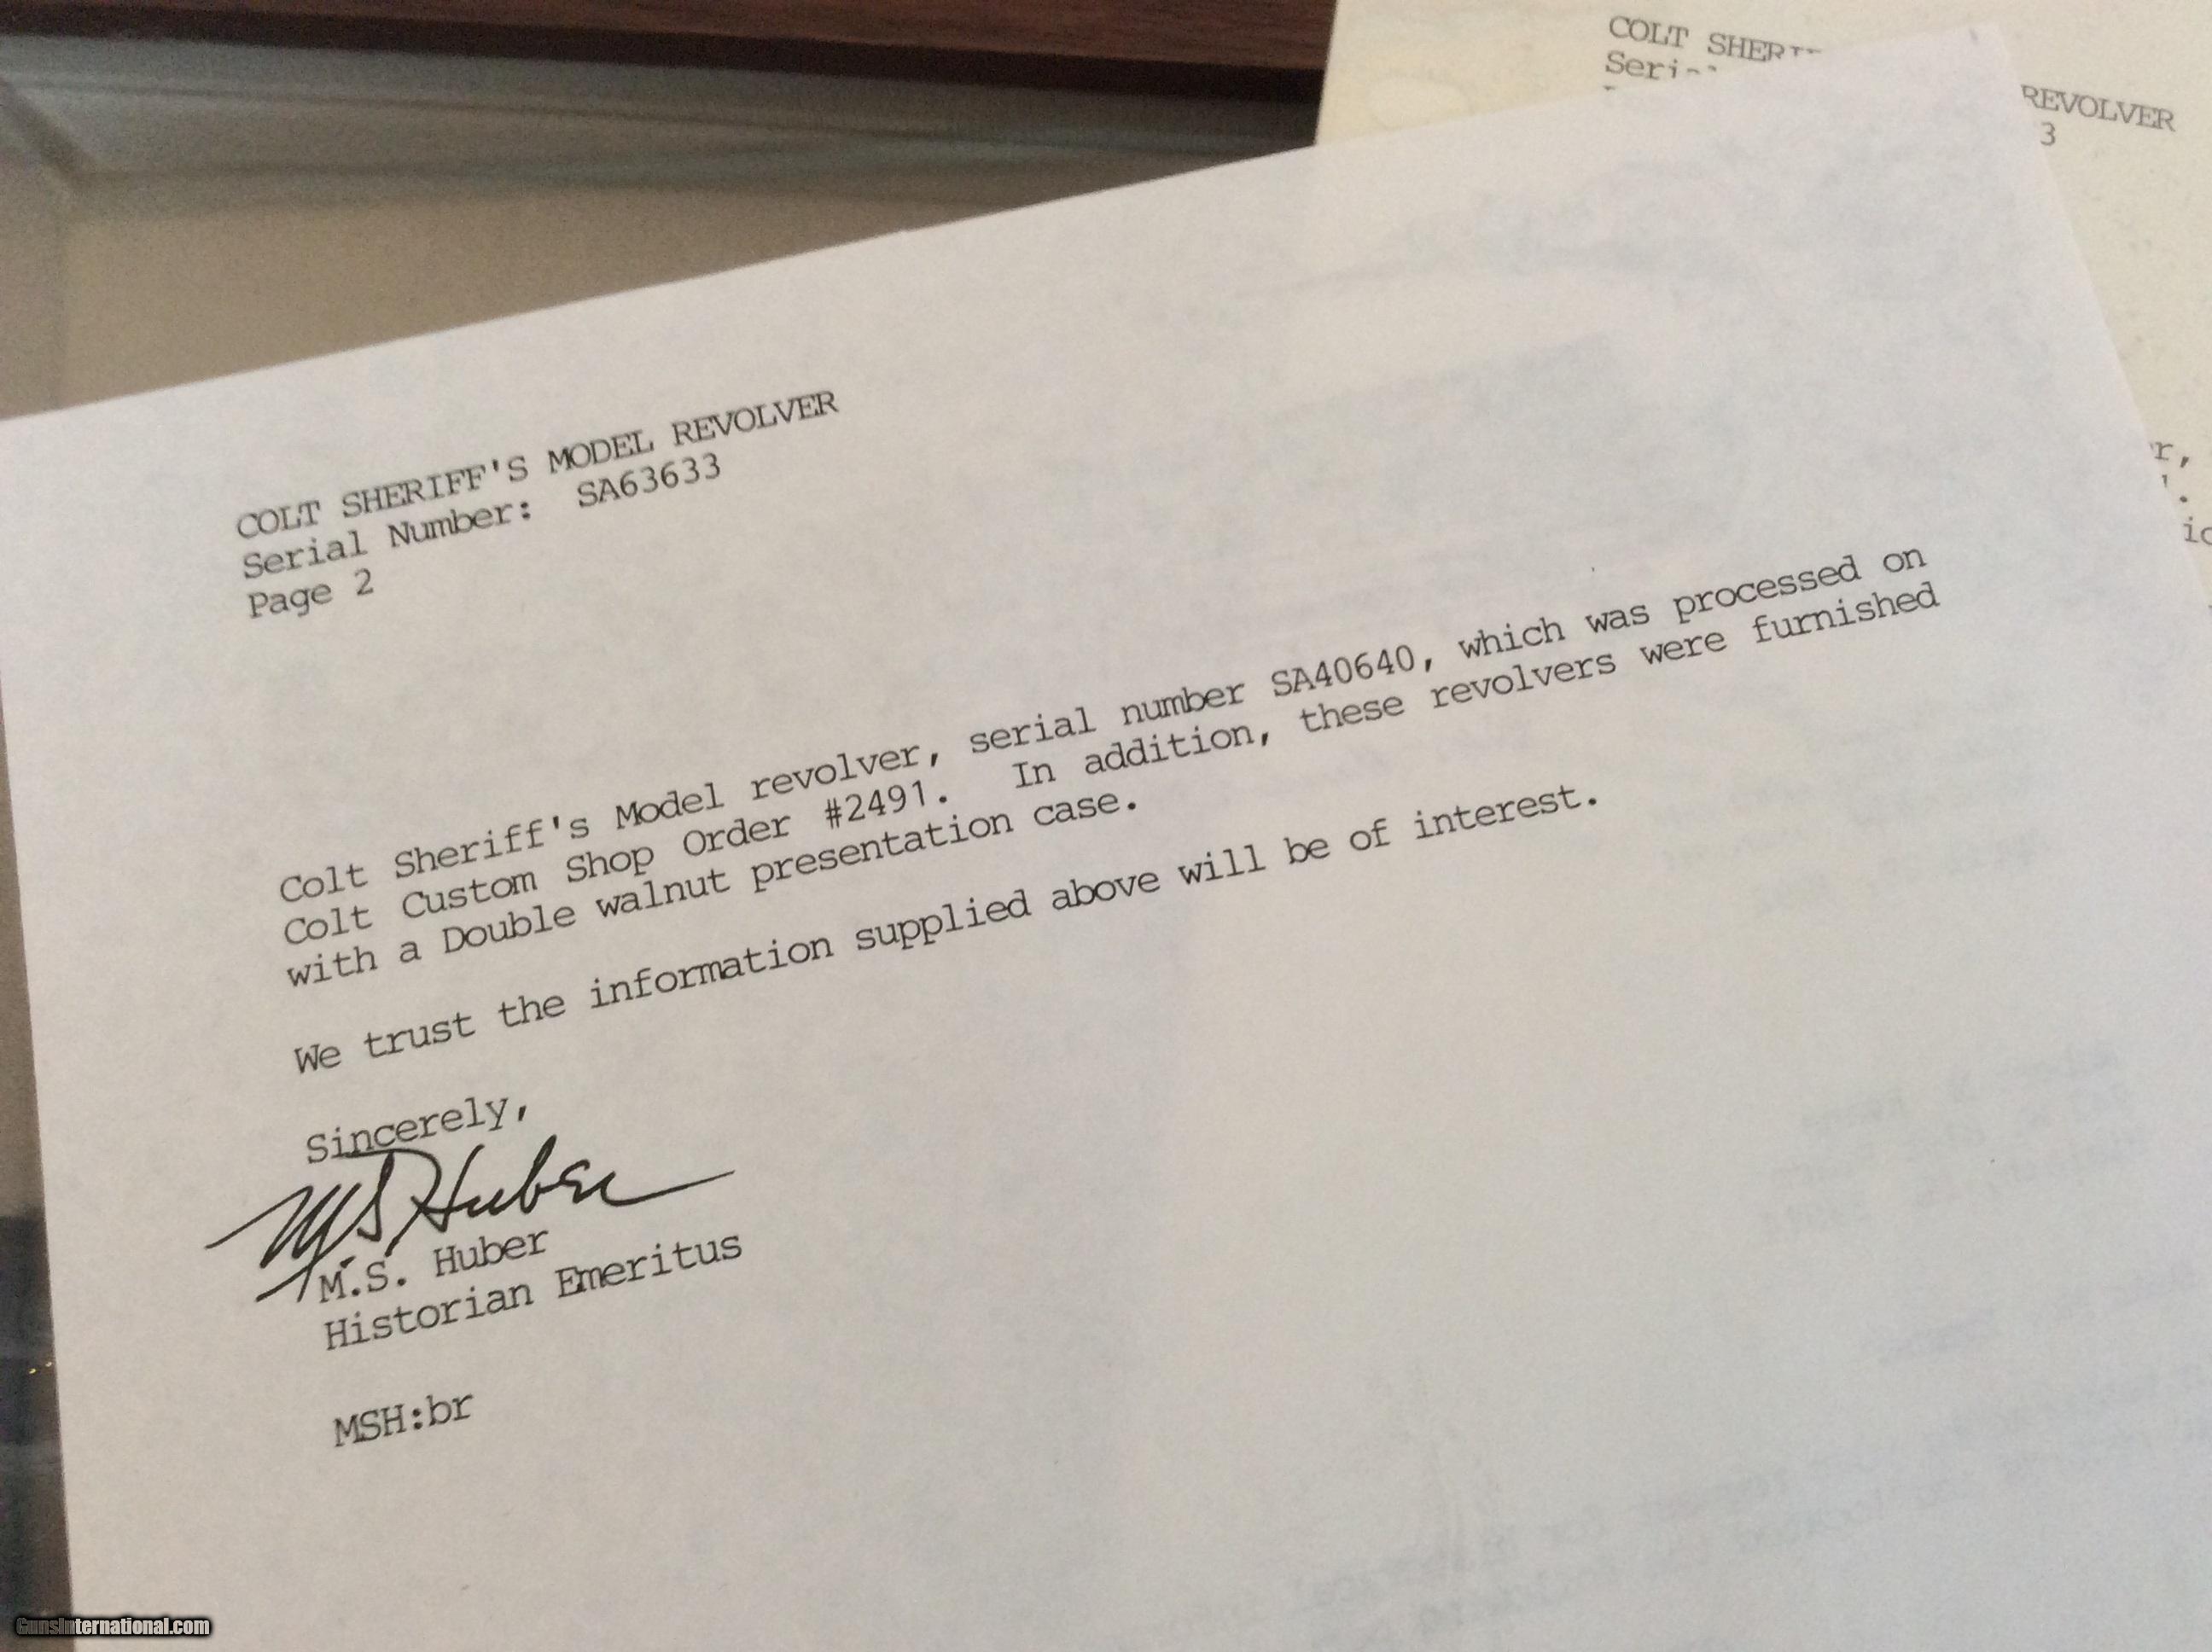 COLT SHERIFF'S MODEL REVOLVER
Serial Number:  SA63633
Page 2
Colt Sheriff's Model revolver, serial number SA40640, which was processed on
Colt Custom Shop Order #2491.  In addition, these revolvers were furnished
with a Double walnut presentation case.
We trust the information supplied above will be of interest.
Sincerely,
M.S. Huber
M.S. Huber
Historian Emeritus
MSH:br
COLT
REVOLVER
3
GunsInternational.com